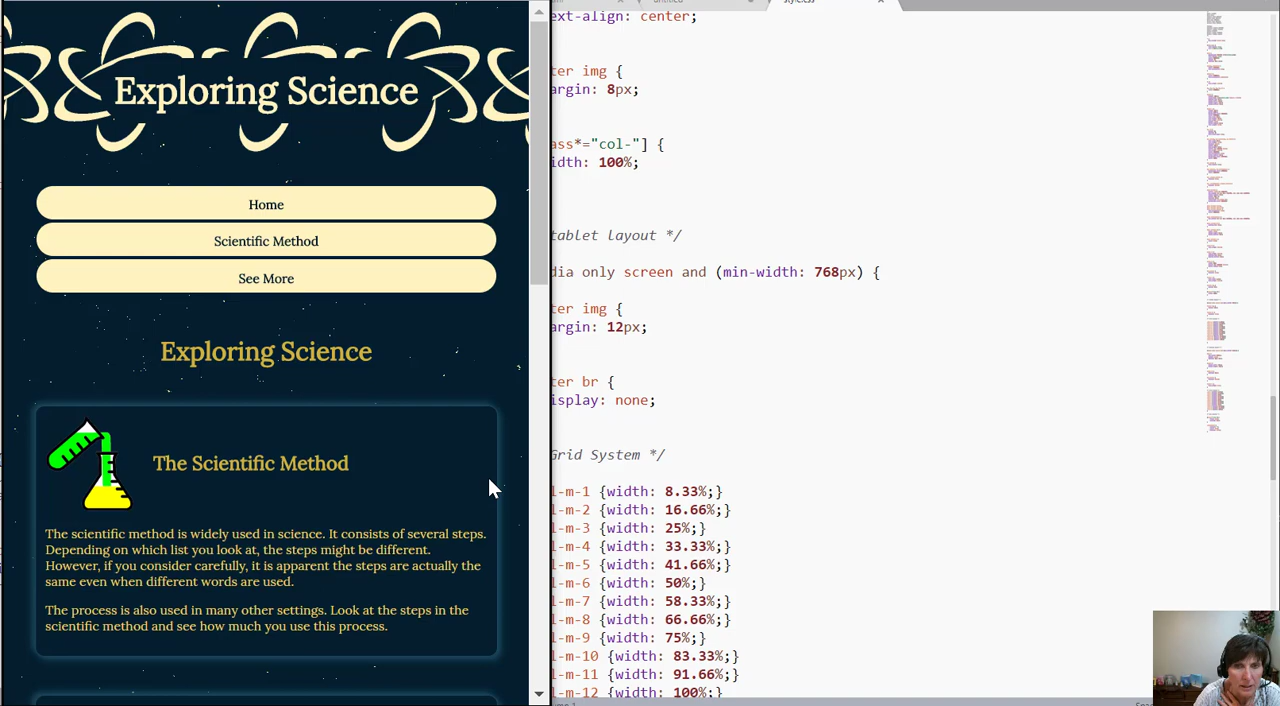 Exploring Science
Home
Scientific Method
See More
Exploring Science
The Scientific Method
The scientific method is widely used in science. It consists of several steps.
Depending on which list you look at, the steps might be different.
However, if you consider carefully, it is apparent the steps are actually the
same even when different words are used.
The process is also used in many other settings. Look at the steps in the
scientific method and see how much you use this process.
style.css
ext-align: center;
ter img {
argin: 8px;
ass*="col-"] {
idth: 100%;
tablet Layout */
dia only screen and (min-width: 768px) {
ter img {
argin: 12px;
ter br {
isplay: none;
Grid System */
l-m-1 {width: 8.33%;}
l-m-2 {width: 16.66%;}
l-m-3 {width: 25%;}
l-m-4 {width: 33.33%;}
l-m-5 {width: 41.66%;}
l-m-6 {width: 50%;}
l-m-7 {width: 58.33%;}
l-m-8 {width: 66.66%;}
l-m-9 {width: 75%;}
l-m-10 {width: 83.33%;}
l-m-11 {width: 91.66%;}
l-m-12 {width: 100%;}